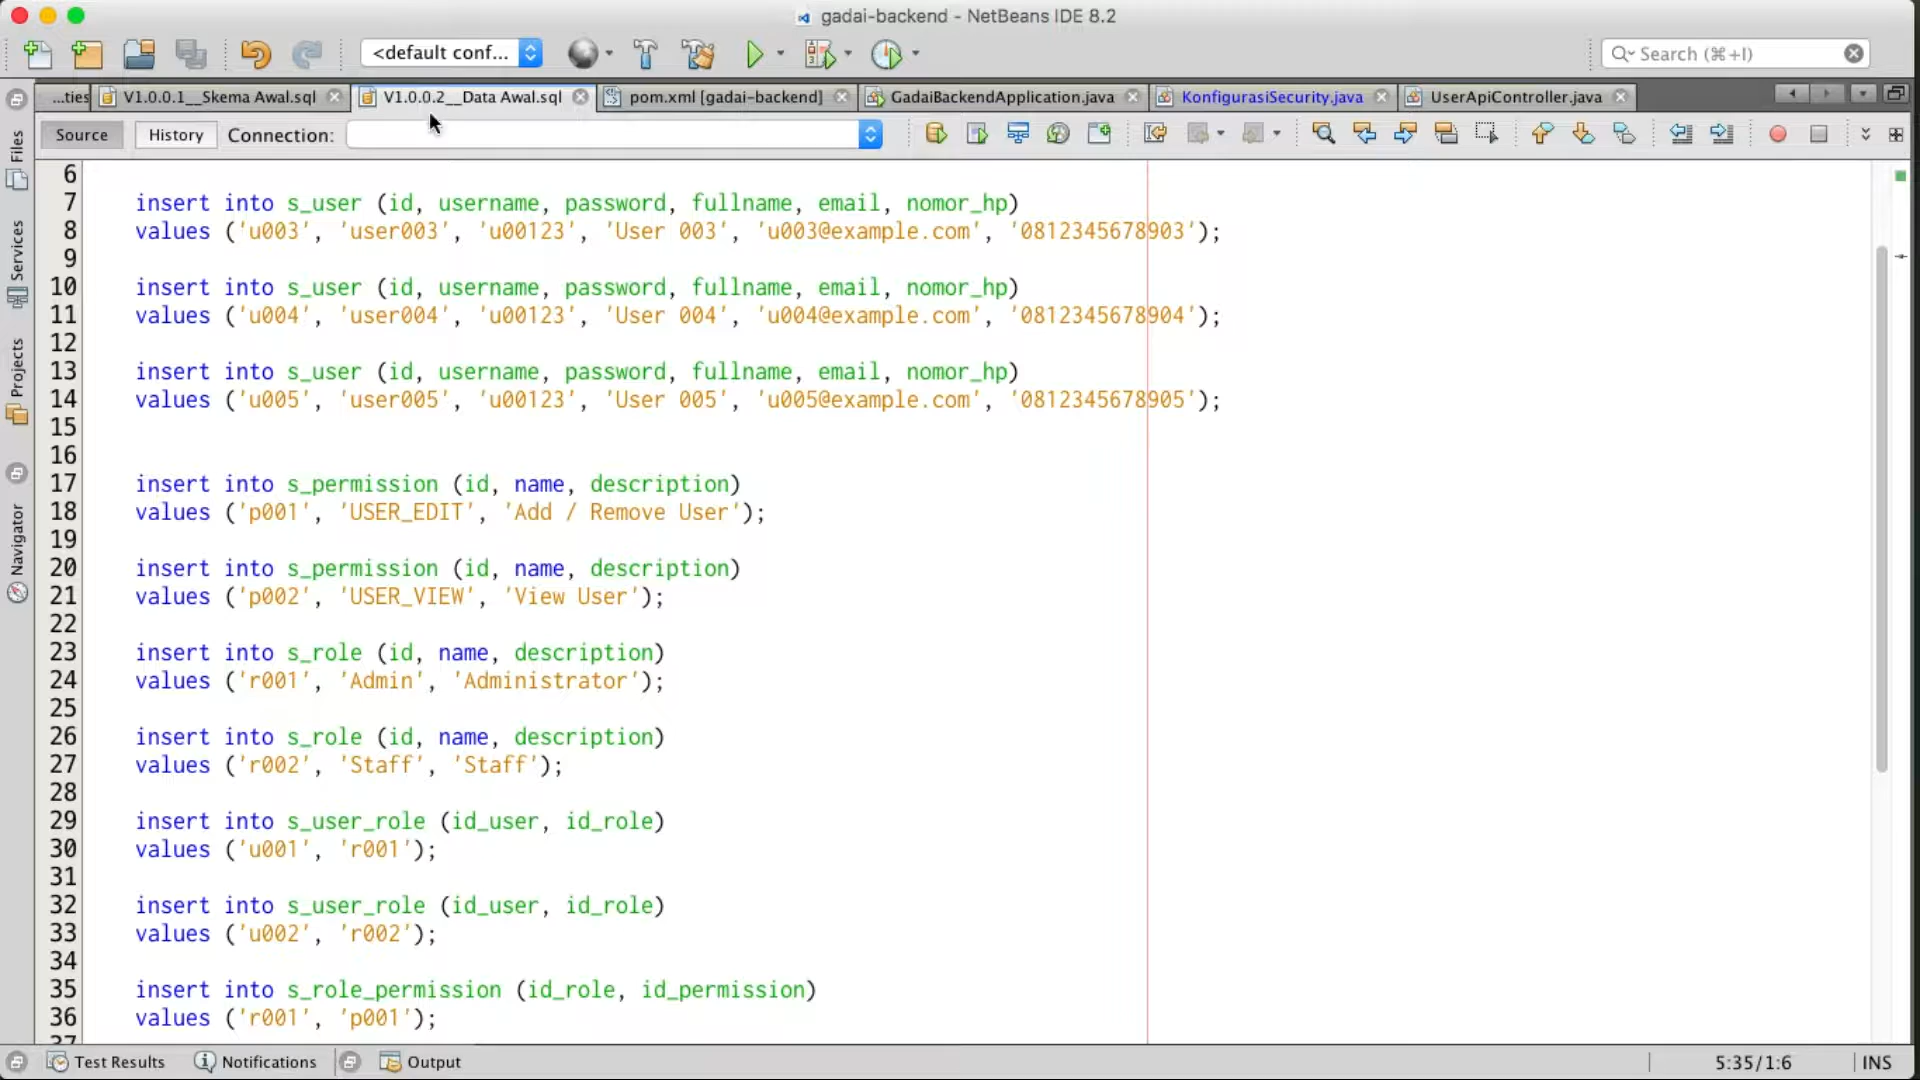 gadai-backend - NetBeans IDE 8.2
<default conf...
Search (⌘+I)
...ties
V1.0.0.1__Skema Awal.sql
V1.0.0.2__Data Awal.sql
pom.xml [gadai-backend]
GadaiBackendApplication.java
KonfigurasiSecurity.java
UserApiController.java
Source
History
Connection:
Files
Services
Projects
Navigator
6
7 insert into s_user (id, username, password, fullname, email, nomor_hp)
8 values ('u003', 'user003', 'u00123', 'User 003', 'u003@example.com', '0812345678903');
9
10 insert into s_user (id, username, password, fullname, email, nomor_hp)
11 values ('u004', 'user004', 'u00123', 'User 004', 'u004@example.com', '0812345678904');
12
13 insert into s_user (id, username, password, fullname, email, nomor_hp)
14 values ('u005', 'user005', 'u00123', 'User 005', 'u005@example.com', '0812345678905');
15
16
17 insert into s_permission (id, name, description)
18 values ('p001', 'USER_EDIT', 'Add / Remove User');
19
20 insert into s_permission (id, name, description)
21 values ('p002', 'USER_VIEW', 'View User');
22
23 insert into s_role (id, name, description)
24 values ('r001', 'Admin', 'Administrator');
25
26 insert into s_role (id, name, description)
27 values ('r002', 'Staff', 'Staff');
28
29 insert into s_user_role (id_user, id_role)
30 values ('u001', 'r001');
31
32 insert into s_user_role (id_user, id_role)
33 values ('u002', 'r002');
34
35 insert into s_role_permission (id_role, id_permission)
36 values ('r001', 'p001');
37
Test Results
Notifications
Output
5:35/1:6
INS